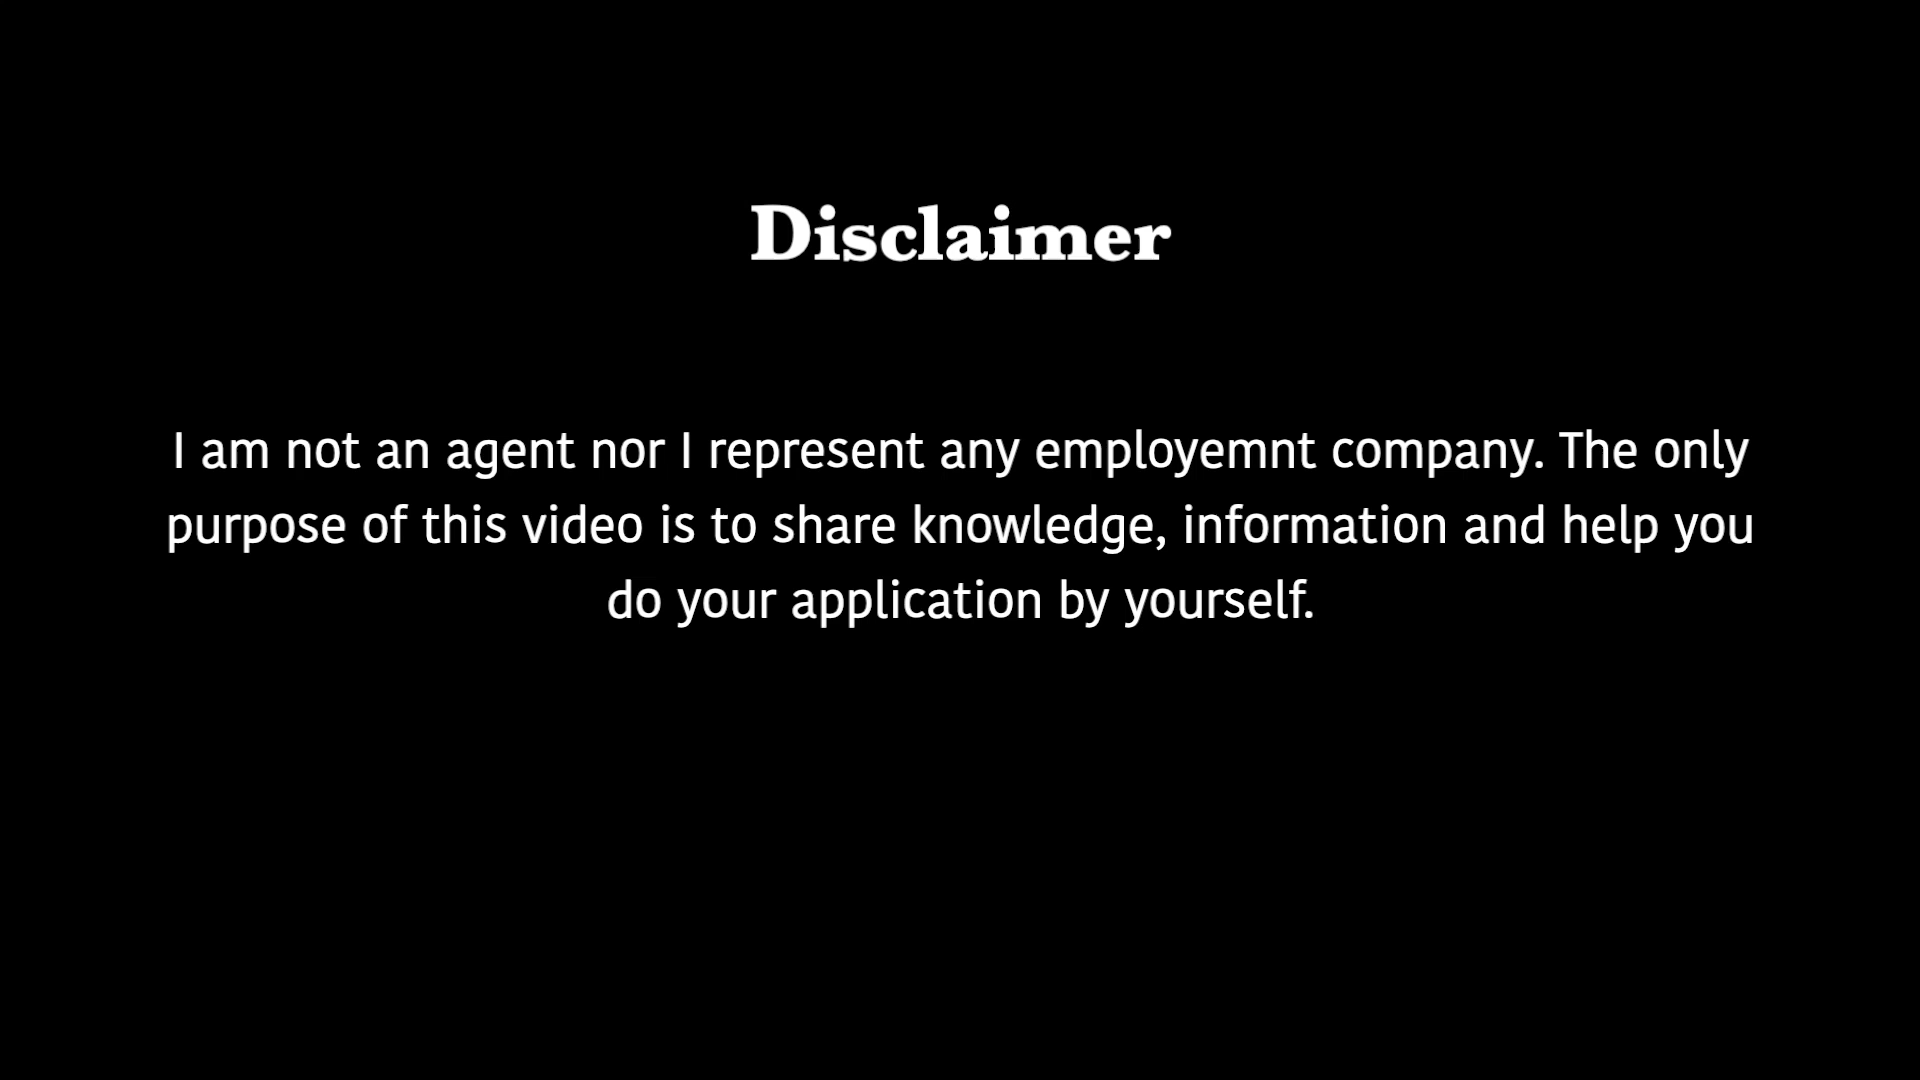 Disclaimer
I am not an agent nor I represent any employemnt company. The only
purpose of this video is to share knowledge, information and help you
do your application by yourself.